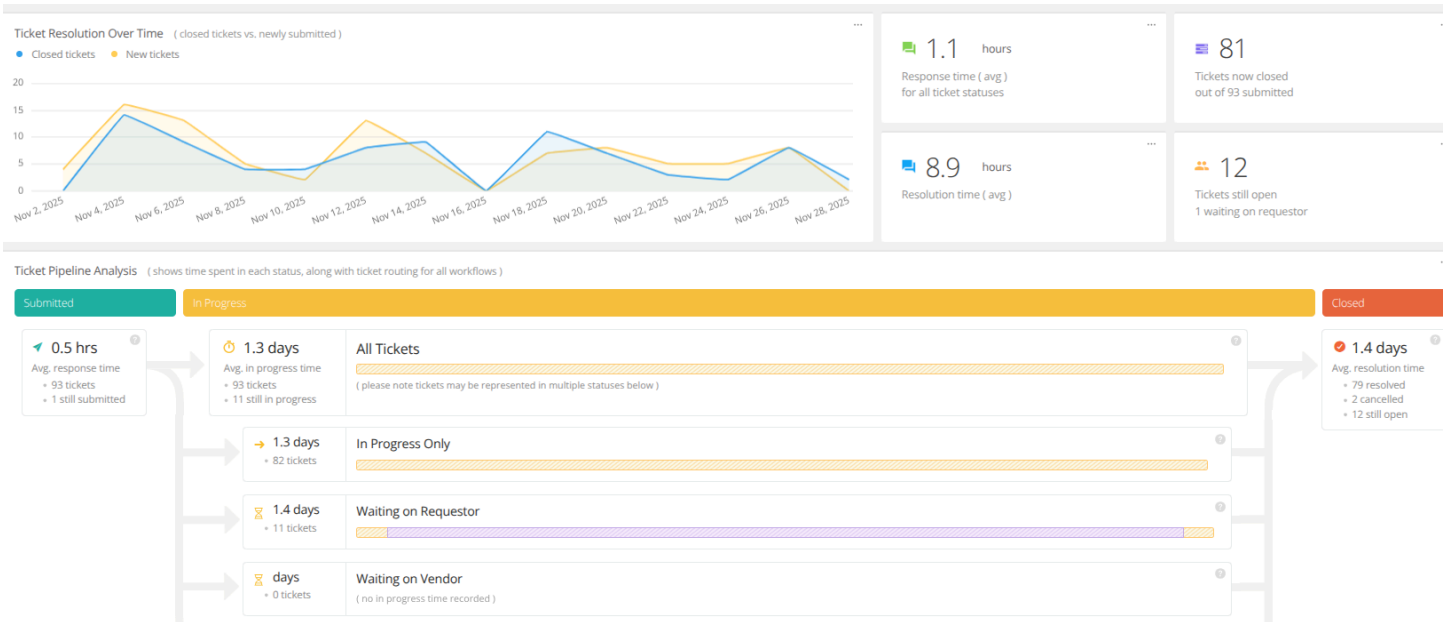 Ticket Resolution Over Time ( closed tickets vs. newly submitted )
Closed tickets New tickets
20
15
10
5
0
Nov 2, 2025 Nov 4, 2025 Nov 6, 2025 Nov 8, 2025 Nov 10, 2025 Nov 12, 2025 Nov 14, 2025 Nov 16, 2025 Nov 18, 2025 Nov 20, 2025 Nov 22, 2025 Nov 24, 2025 Nov 26, 2025 Nov 28, 2025
1.1 hours
Response time ( avg )
for all ticket statuses
81
Tickets now closed
out of 93 submitted
8.9 hours
Resolution time ( avg )
12
Tickets still open
1 waiting on requestor
Ticket Pipeline Analysis ( shows time spent in each status, along with ticket routing for all workflows )
Submitted
In Progress
Closed
0.5 hrs
Avg. response time
93 tickets
1 still submitted
1.3 days
Avg. in progress time
93 tickets
11 still in progress
All Tickets
( please note tickets may be represented in multiple statuses below )
1.4 days
Avg. resolution time
79 resolved
2 cancelled
12 still open
1.3 days
82 tickets
In Progress Only
1.4 days
11 tickets
Waiting on Requestor
days
0 tickets
Waiting on Vendor
( no in progress time recorded )